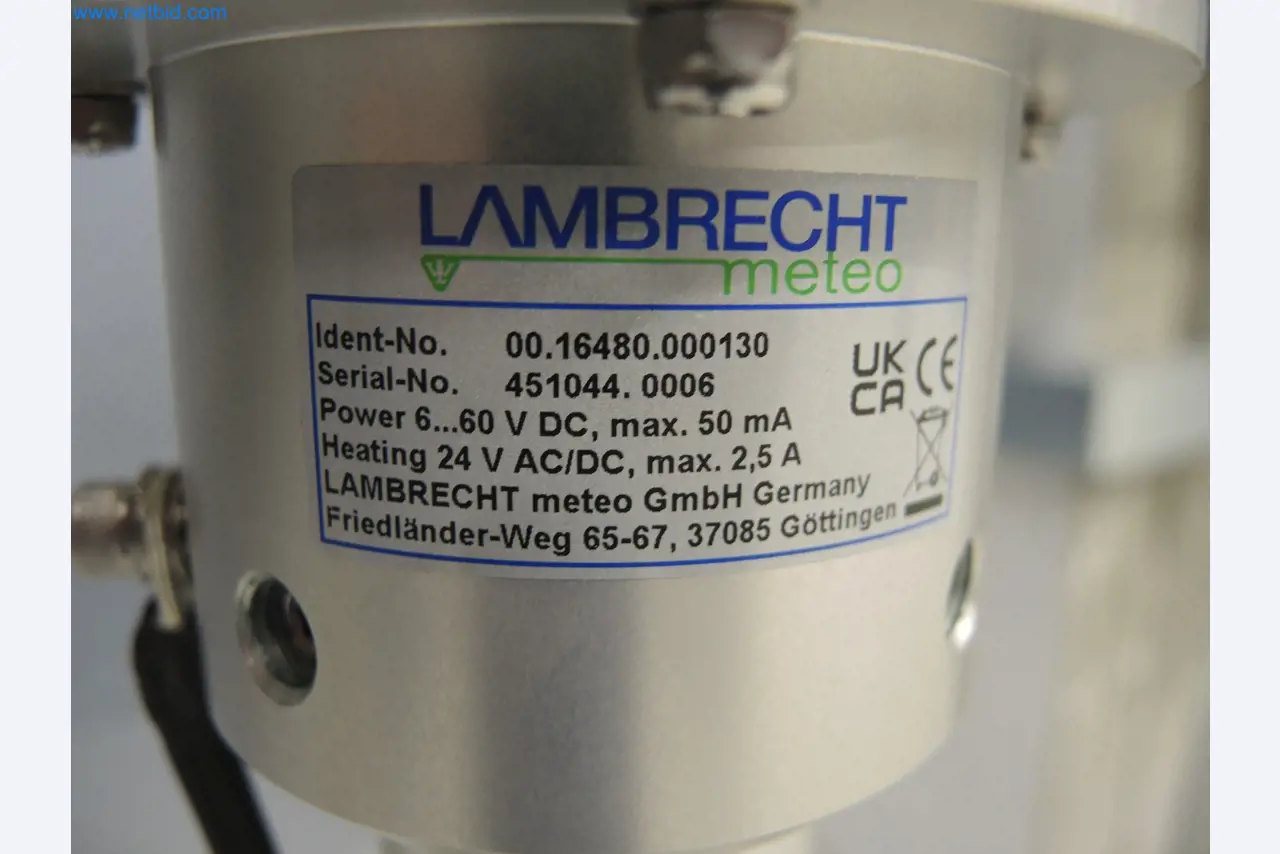 www.netbid.com
LAMBRECHT
meteo
Ident-No. 00.16480.000130
Serial-No. 451044. 0006
Power 6...60 V DC, max. 50 mA
Heating 24 V AC/DC, max. 2,5 A
LAMBRECHT meteo GmbH Germany
Friedländer-Weg 65-67, 37085 Göttingen
UK
CA
CE